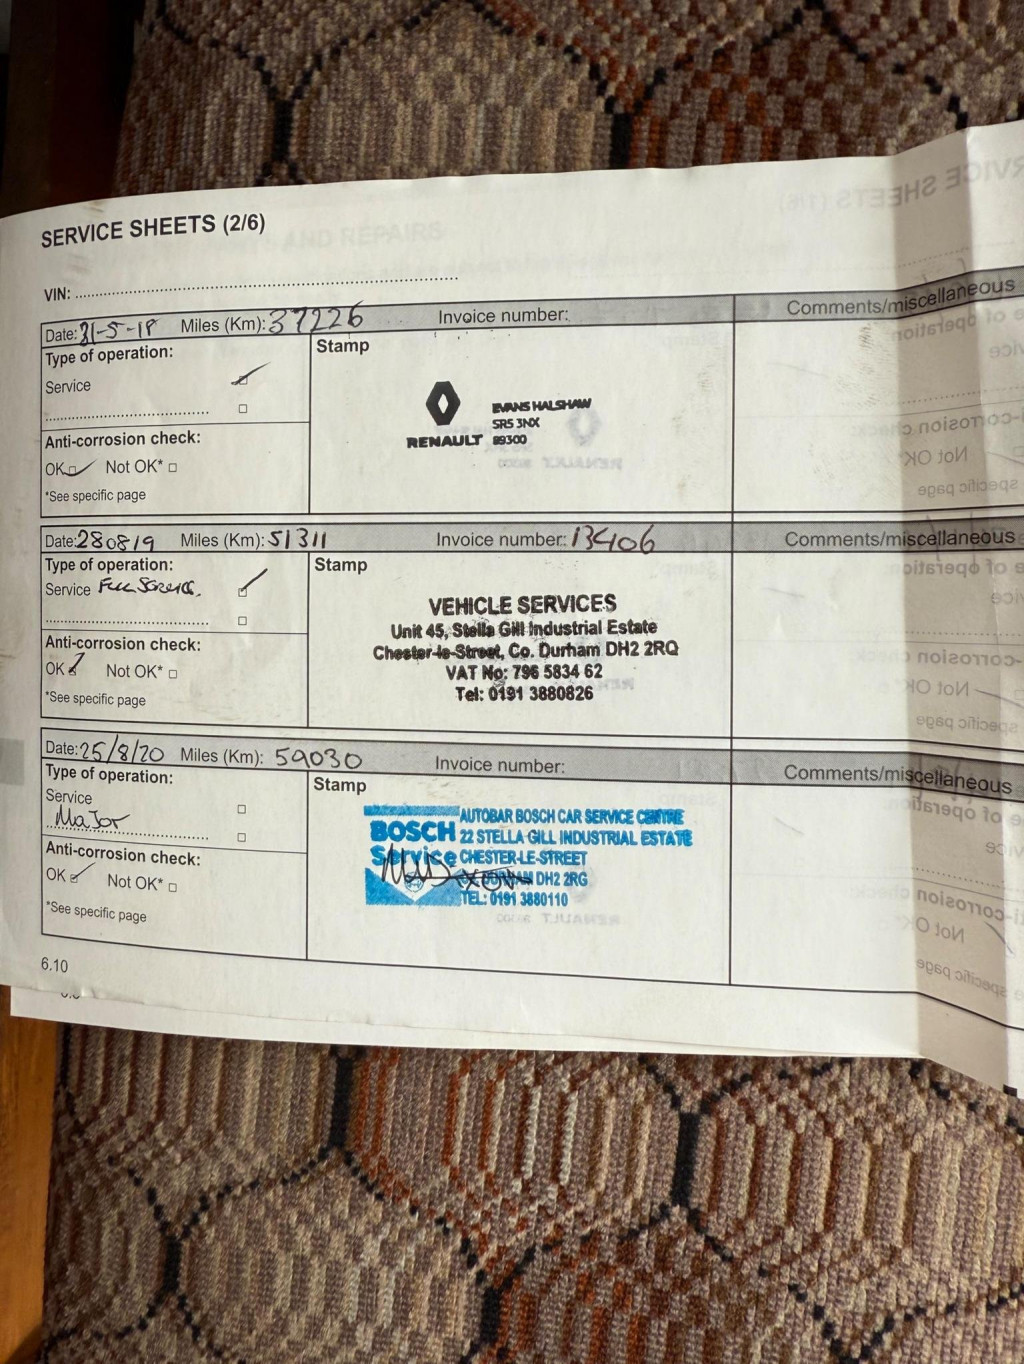 SERVICE SHEETS (2/6)
VIN:
Date: 31-5-18 Miles (Km): 37226 Invoice number: Comments/miscellaneous
Type of operation:
Service
Anti-corrosion check:
OK Not OK*
*See specific page
Stamp
RENAULT
EVANS HALSHAW
SR5 3NX
89300
Date: 280819 Miles (Km): 51311 Invoice number: 13406 Comments/miscellaneous
Type of operation:
Service Full Service.
Anti-corrosion check:
OK Not OK*
*See specific page
Stamp
VEHICLE SERVICES
Unit 45, Stella Gill Industrial Estate
Chester-le-Street, Co. Durham DH2 2RQ
VAT No: 796 5834 62
Tel: 0191 3880826
Date: 25/8/20 Miles (Km): 59030 Invoice number: Comments/miscellaneous
Type of operation:
Service
Major
Anti-corrosion check:
OK Not OK*
*See specific page
Stamp
BOSCH
Service
AUTOBAR BOSCH CAR SERVICE CENTRE
22 STELLA GILL INDUSTRIAL ESTATE
CHESTER-LE-STREET
DURHAM DH2 2RG
TEL: 0191 3880110
6.10